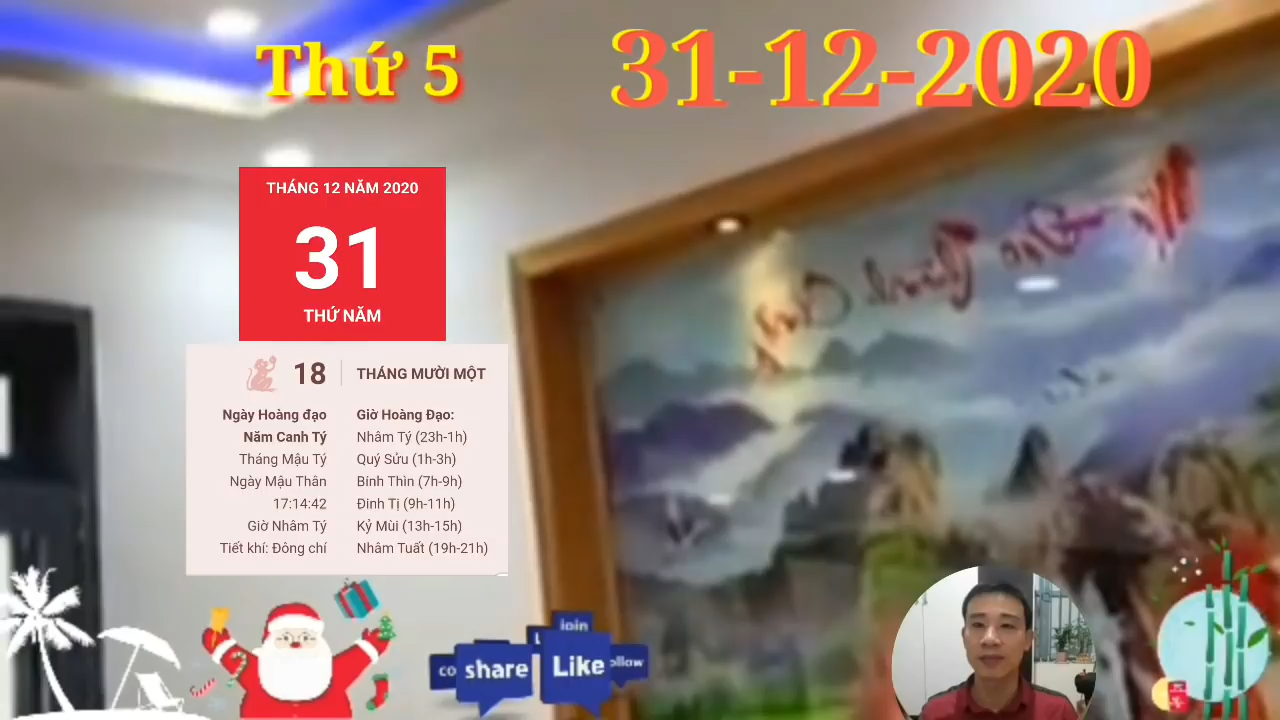 Thứ 5
31-12-2020
THÁNG 12 NĂM 2020
31
THỨ NĂM
18
THÁNG MƯỜI MỘT
Ngày Hoàng đạo
Năm Canh Tý
Tháng Mậu Tý
Ngày Mậu Thân
17:14:42
Giờ Nhâm Tý
Tiết khí: Đông chí
Giờ Hoàng Đạo:
Nhâm Tý (23h-1h)
Quý Sửu (1h-3h)
Bính Thìn (7h-9h)
Đinh Tị (9h-11h)
Kỷ Mùi (13h-15h)
Nhâm Tuất (19h-21h)
join
share
Like